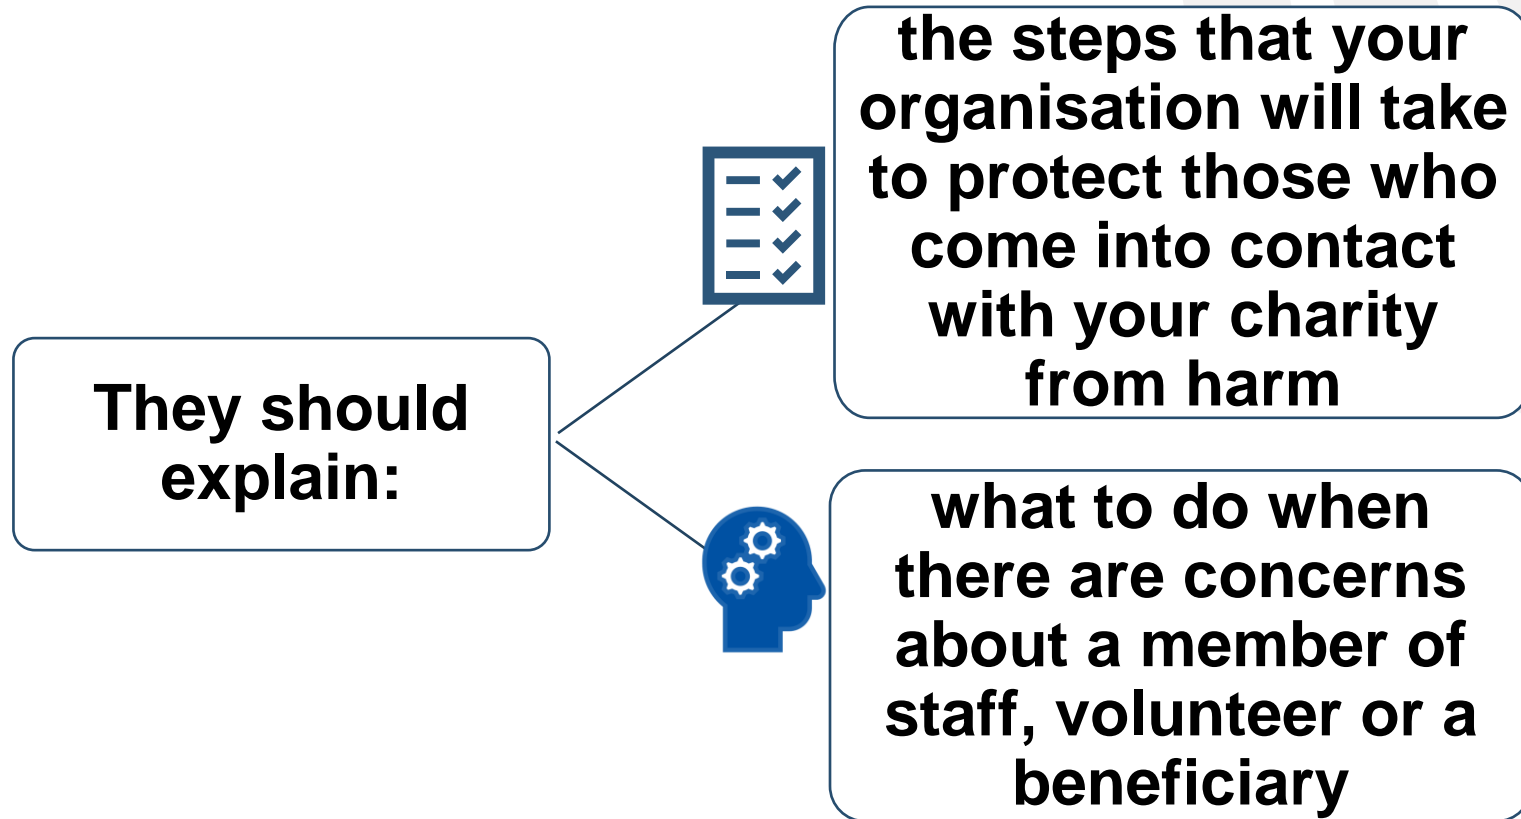 They should
explain:
the steps that your
organisation will take
to protect those who
come into contact
with your charity
from harm
what to do when
there are concerns
about a member of
staff, volunteer or a
beneficiary